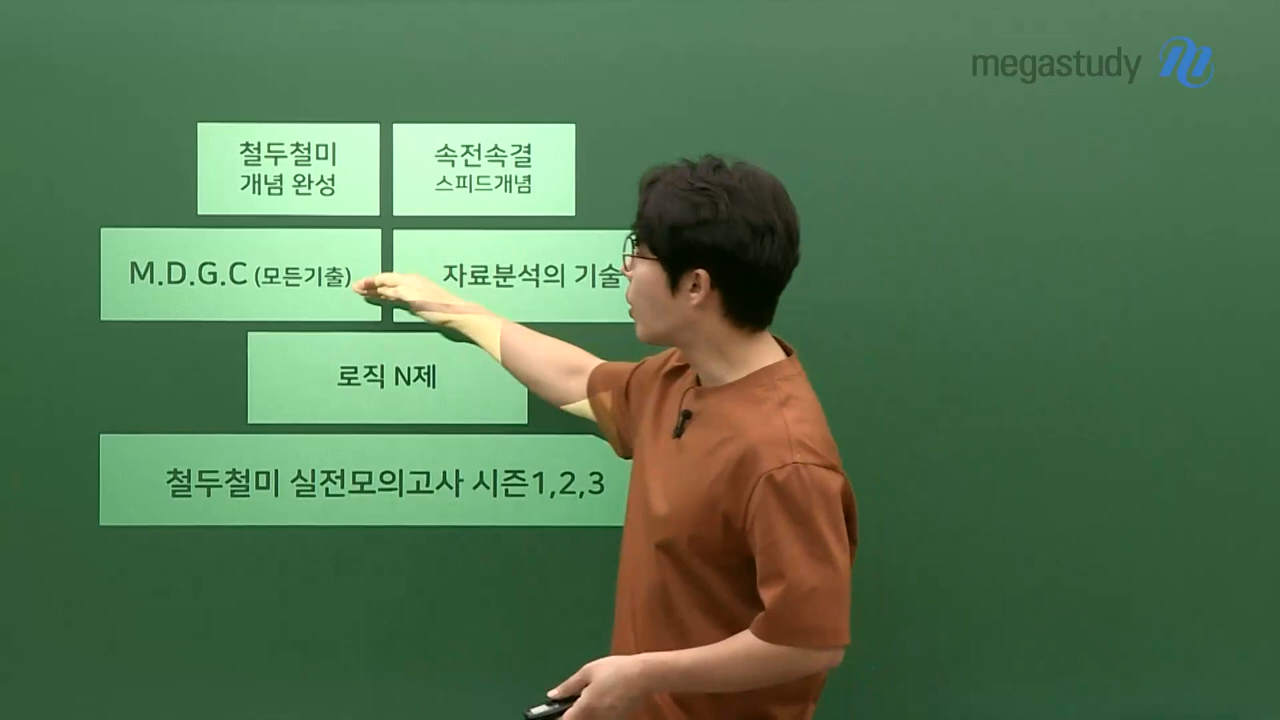 megastudy
철두철미
개념 완성
속전속결
스피드개념
M.D.G.C (모든기출)
자료분석의 기술
로직 N제
철두철미 실전모의고사 시즌1,2,3